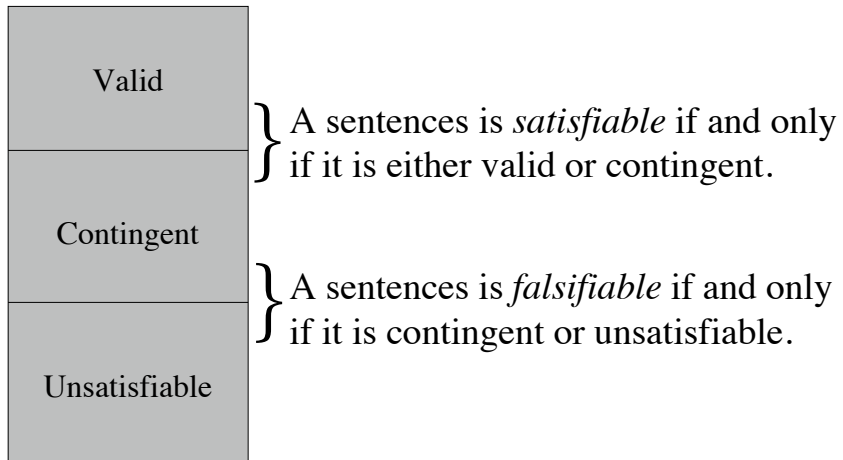 Valid
A sentences is satisfiable if and only
if it is either valid or contingent.
Contingent
A sentences is falsifiable if and only
if it is contingent or unsatisfiable.
Unsatisfiable